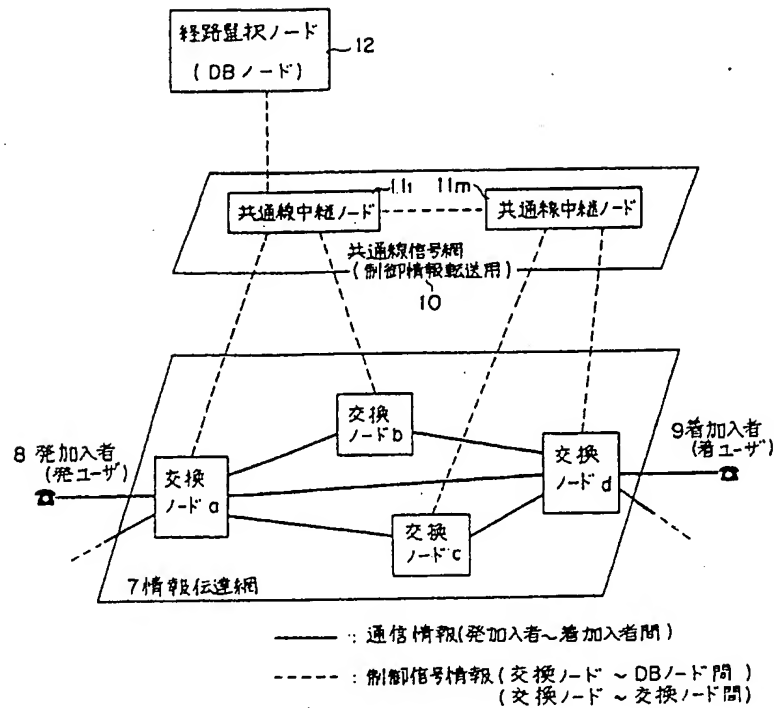 経路監択ノード
(DBノード)
12
11₁ 11m
共通線中継ノード
共通線中継ノード
共通線信号網
(制御情報転送用)
10
8 発加入者
(発ユーザ)
交換
ノードa
交換
ノードb
交換
ノードc
交換
ノードd
9着加入者
(着ユーザ)
7情報伝達網
: 通信情報(発加入者~着加入者間)
: 制御信号情報(交換ノード~DBノード間)
(交換ノード~交換ノード間)